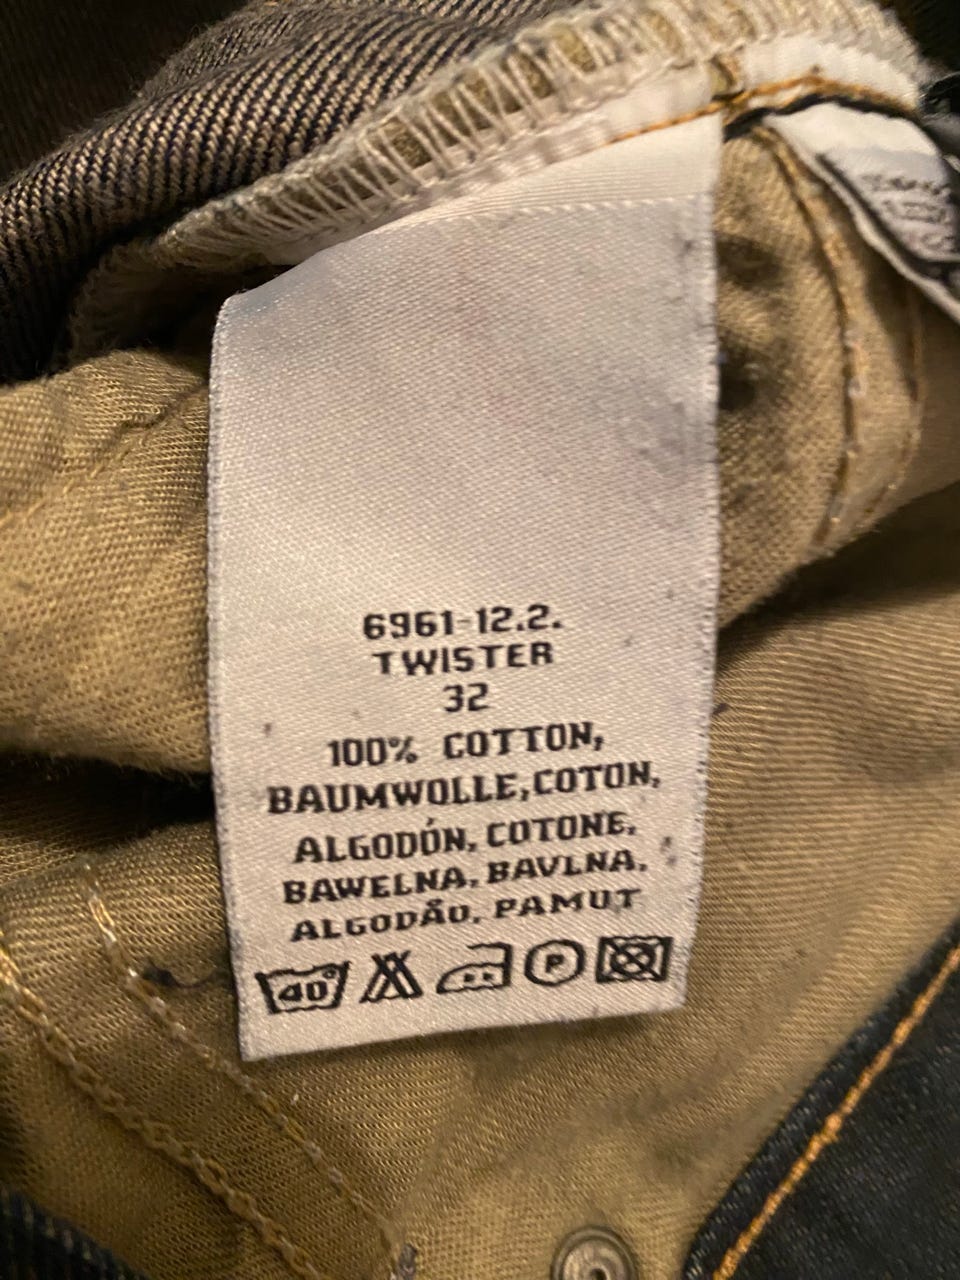 6961-12.2.
TWISTER
32
100% COTTON,
BAUMWOLLE,COTON,
ALGODÓN, COTONE,
BAWELNA, BAVLNA,
ALGODÃO, PAMUT
40°
P